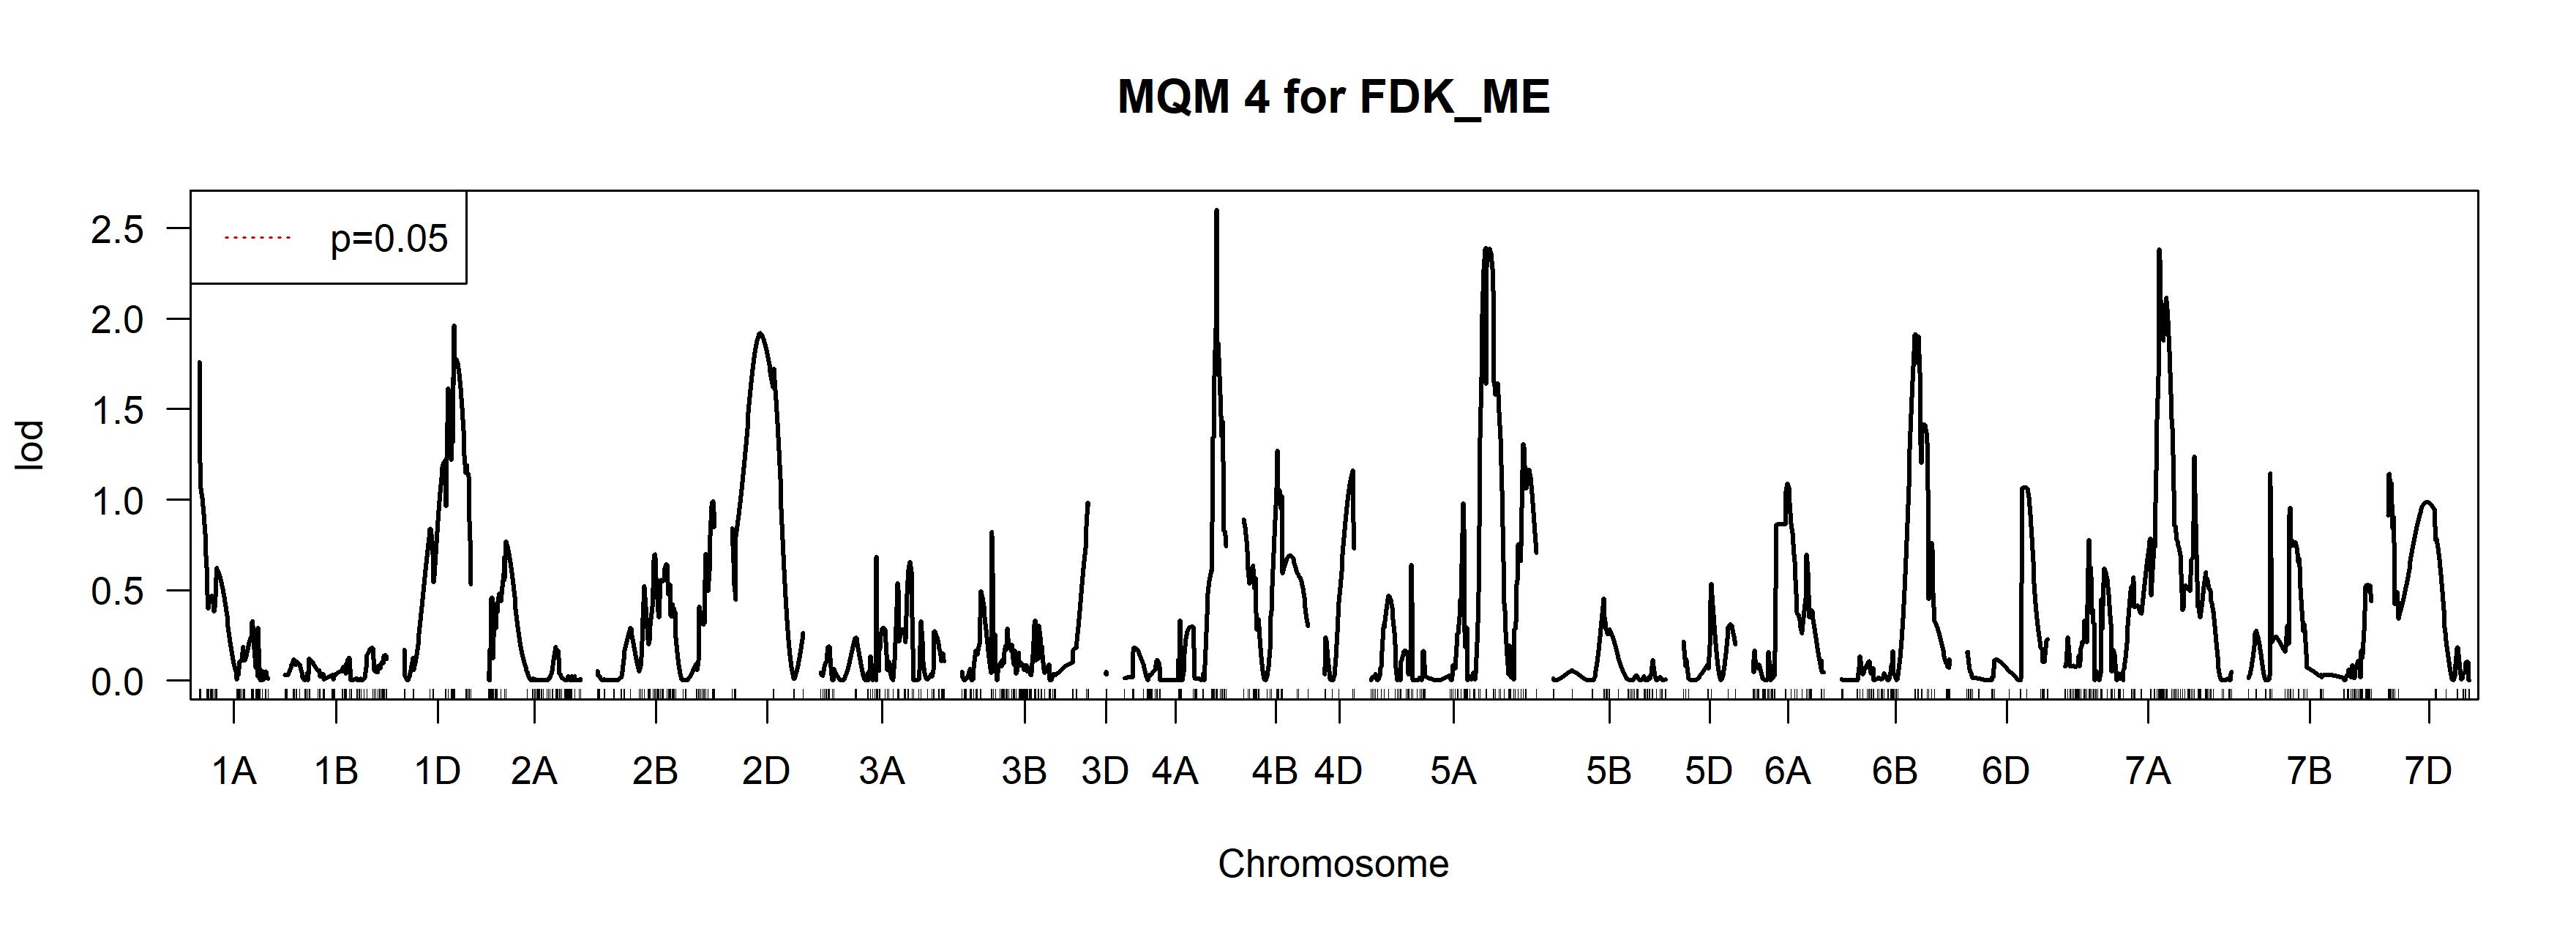 MQM 4 for FDK_ME
p=0.05
lod
2.5
2.0
1.5
1.0
0.5
0.0
1A 1B 1D 2A 2B 2D 3A 3B 3D 4A 4B 4D 5A 5B 5D 6A 6B 6D 7A 7B 7D
Chromosome